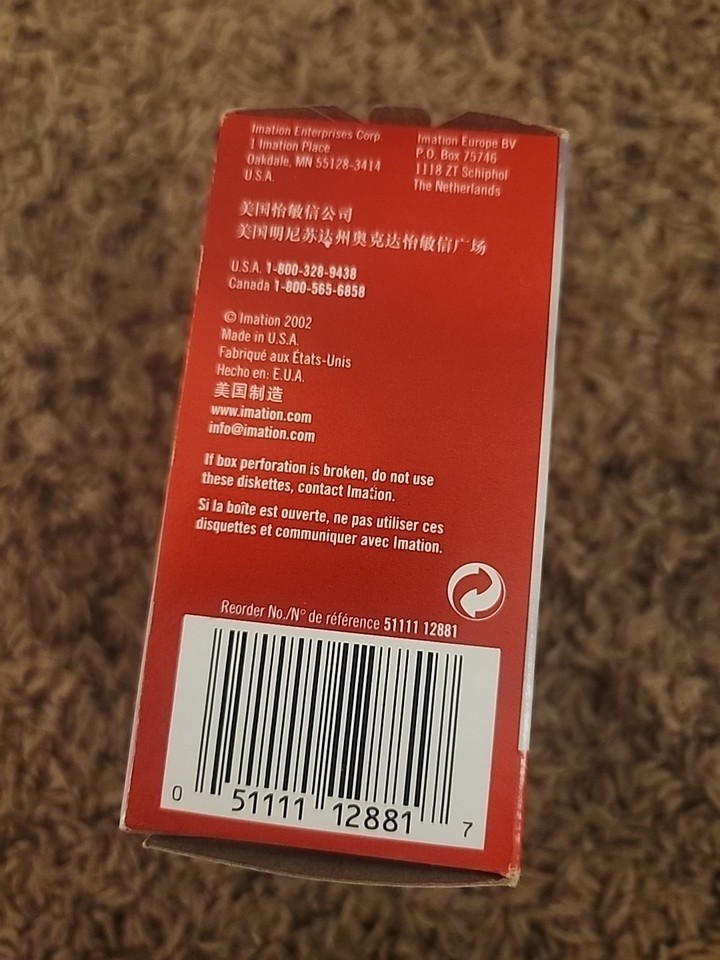 Imation Enterprises Corp.
1 Imation Place
Oakdale, MN 55128-3414
U.S.A.
Imation Europe BV
P.O. Box 75746
1118 ZT Schiphol
The Netherlands
美国怡敏信公司
美国明尼苏达州奥克达怡敏信广场
U.S.A. 1-800-328-9438
Canada 1-800-565-6858
© Imation 2002
Made in U.S.A.
Fabriqué aux États-Unis
Hecho en: E.U.A.
美国制造
www.imation.com
info@imation.com
If box perforation is broken, do not use
these diskettes, contact Imation.
Si la boîte est ouverte, ne pas utiliser ces
disquettes et communiquer avec Imation.
Reorder No./N° de référence 51111 12881
0 51111 12881 7